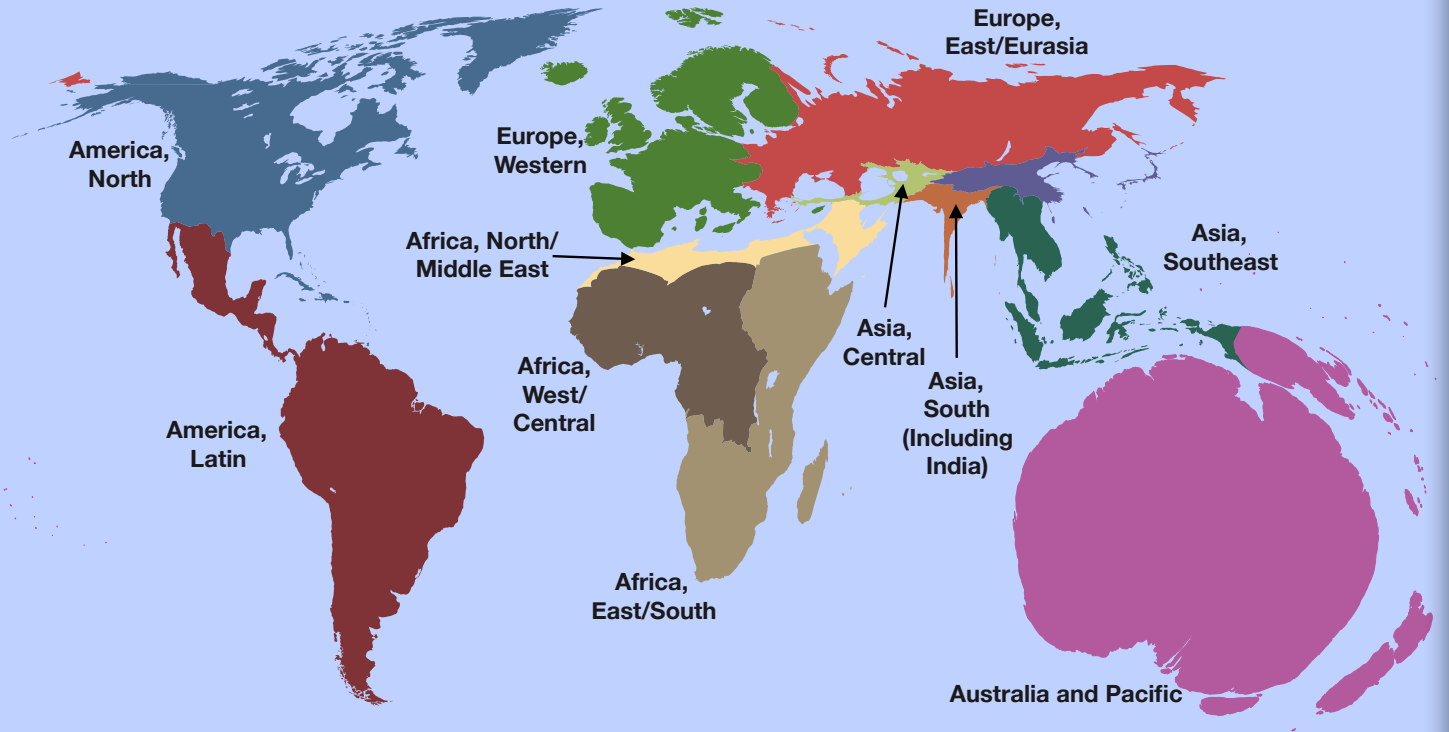 Europe,
East/Eurasia
America,
North
Europe,
Western
Africa, North/
Middle East
Asia,
Southeast
Asia,
Central
Africa,
West/
Central
Asia,
South
(Including
India)
America,
Latin
Africa,
East/South
Australia and Pacific